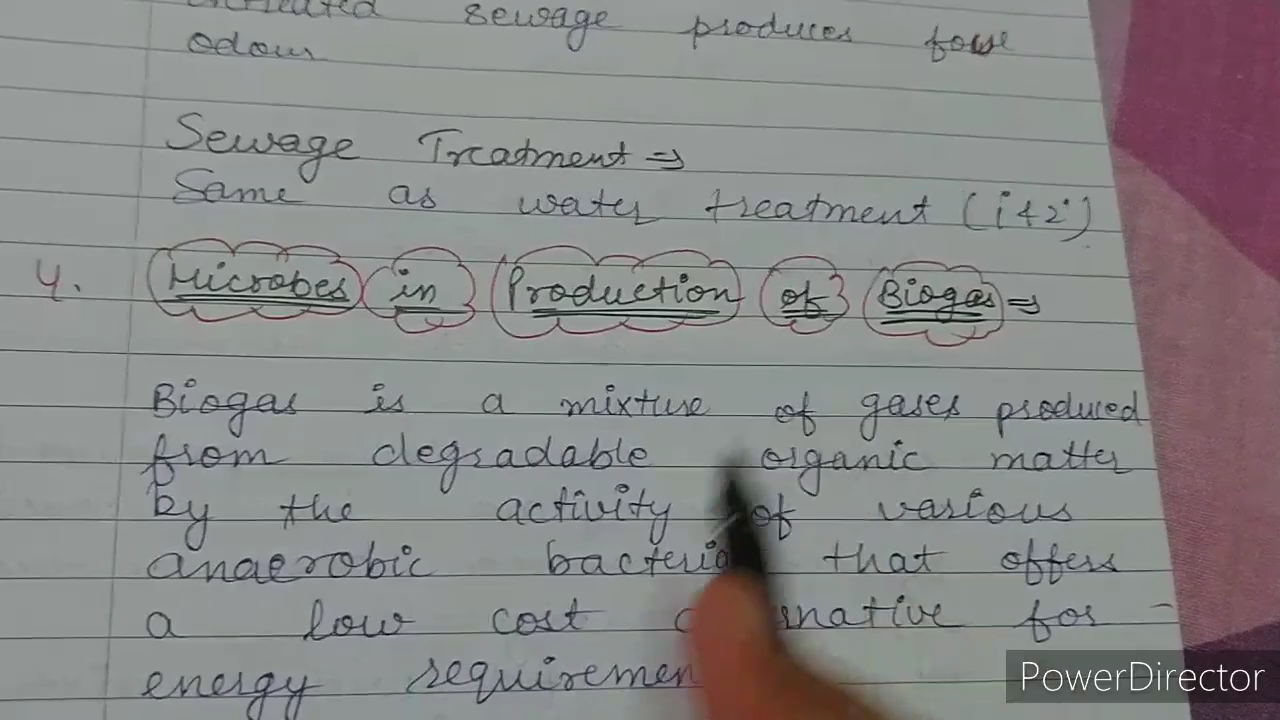 sewage produces foul
odour
Sewage Treatment ⇒
Same as water treatment (1+2)
4. Microbes in Production of Biogas ⇒
Biogas is a mixture of gases produced
from degradable organic matter
by the activity of various
anaerobic bacteria that offers
a low cost for
energy
PowerDirector